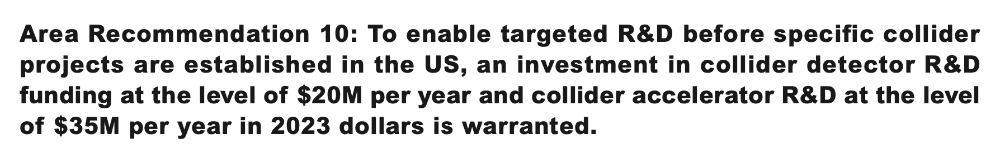 Area Recommendation 10: To enable targeted R&D before specific collider
projects are established in the US, an investment in collider detector R&D
funding at the level of $20M per year and collider accelerator R&D at the level
of $35M per year in 2023 dollars is warranted.